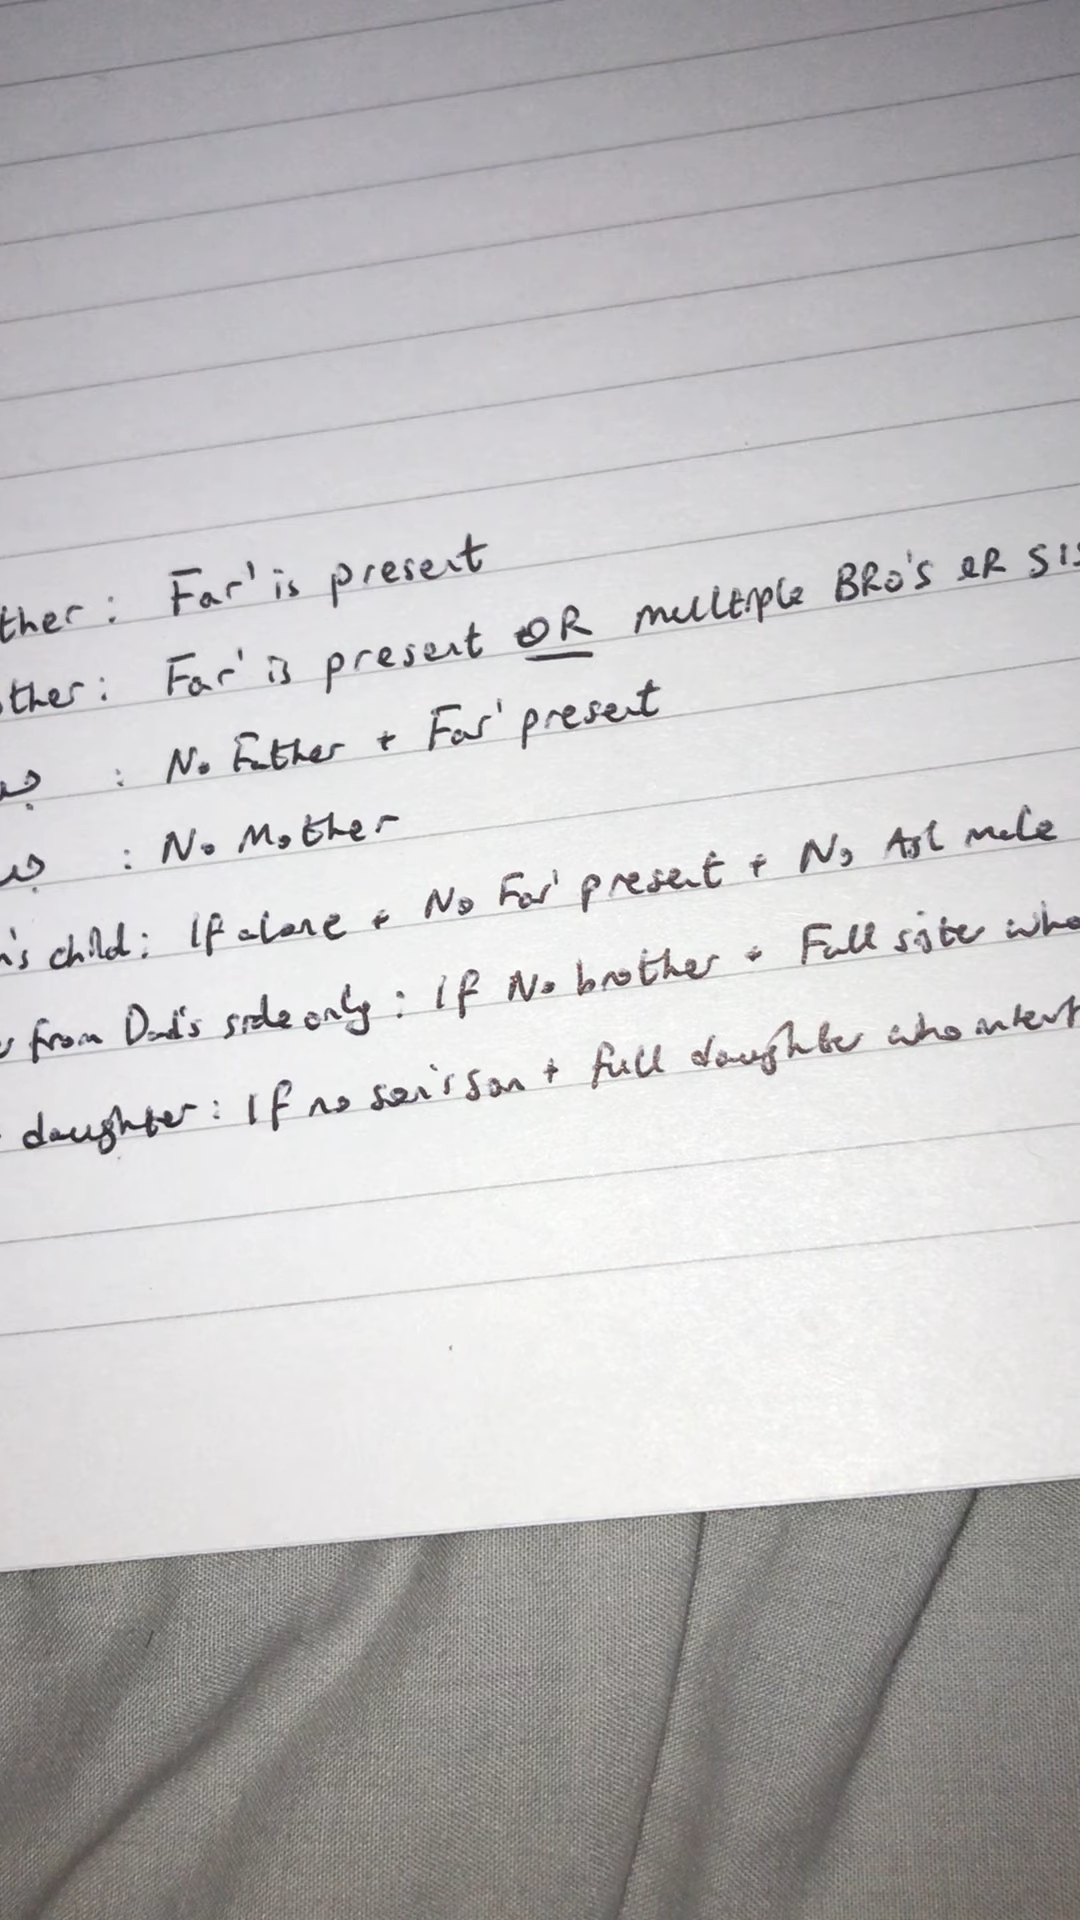 ther: Far' is present
ther: Far' is present OR multiple BRO's OR SIS
: No Father + Far' present
: No Mother
's child: If alone + No Far' present + No Asl male
from Dad's side only: If No brother + Full sister who
daughter: If no son's son + full daughter who